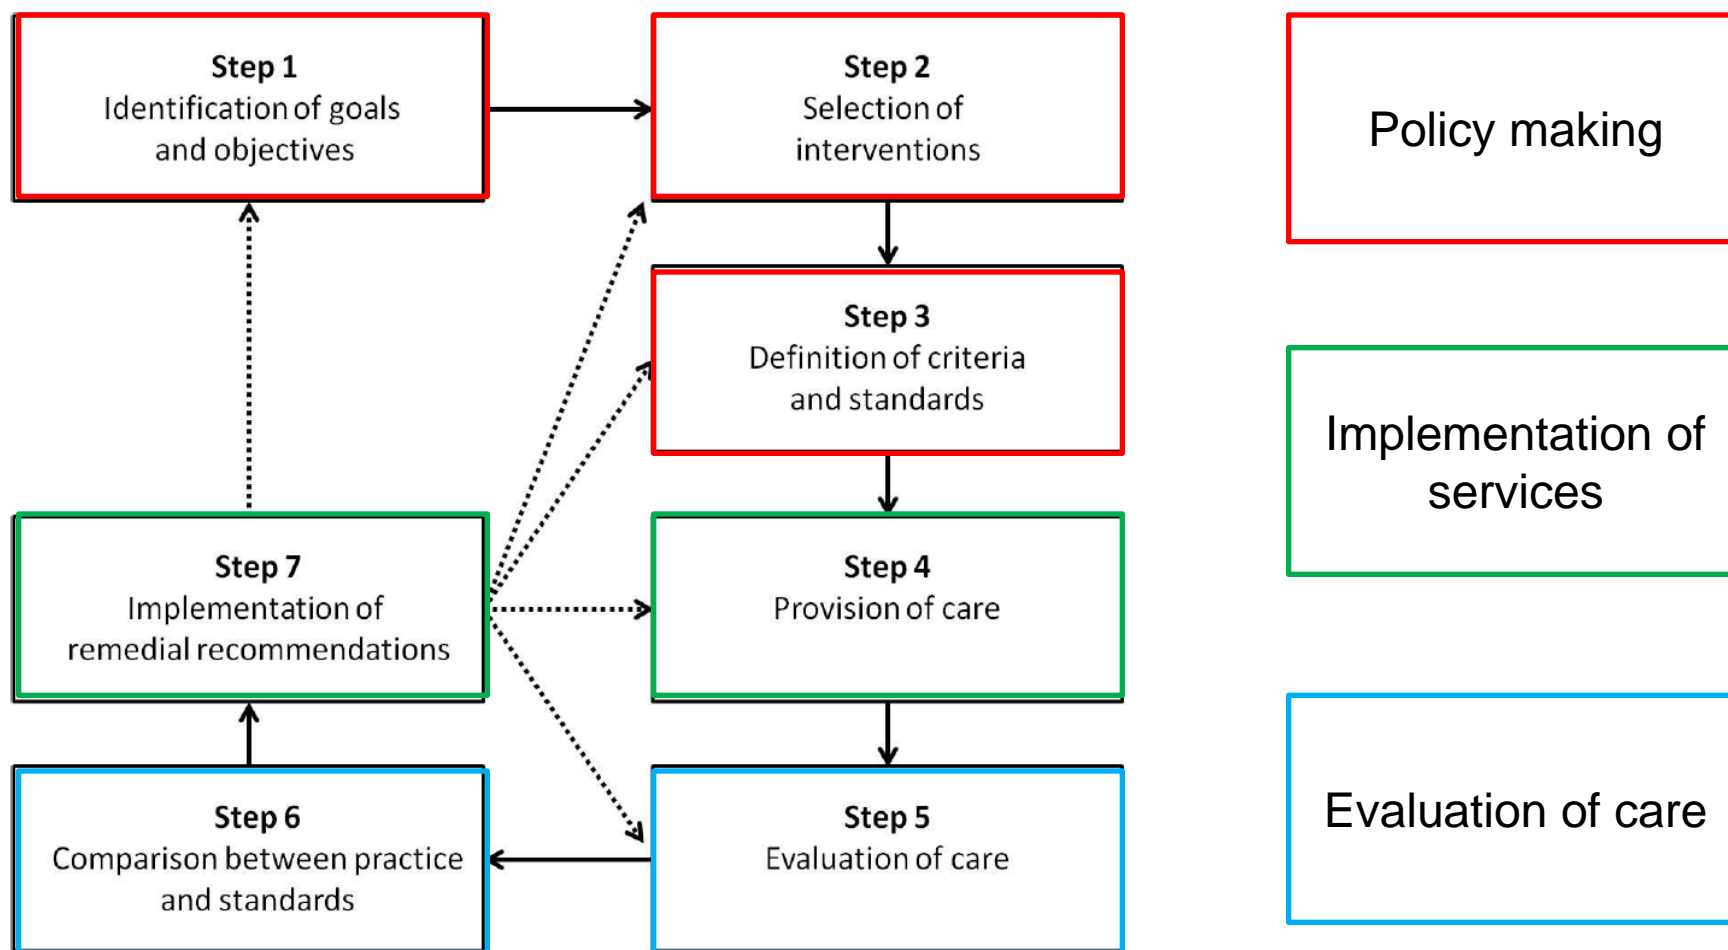 Step 1
Identification of goals
and objectives
Step 2
Selection of
interventions
Policy making
Step 3
Definition of criteria
and standards
Implementation of
services
Step 7
Implementation of
remedial recommendations
Step 4
Provision of care
Step 6
Comparison between practice
and standards
Step 5
Evaluation of care
Evaluation of care